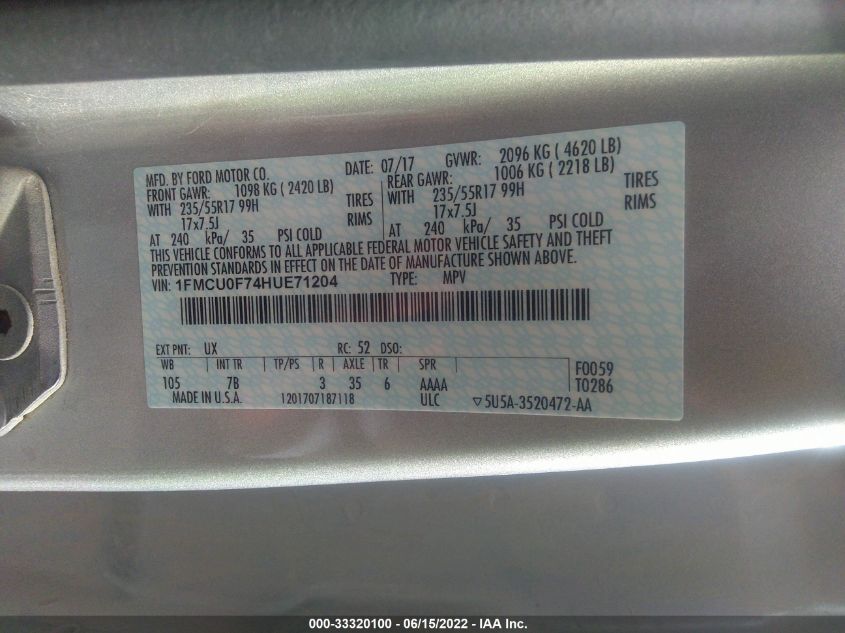 MFD. BY FORD MOTOR CO. DATE: 07/17 GVWR: 2096 KG ( 4620 LB)
FRONT GAWR: 1098 KG ( 2420 LB) REAR GAWR: 1006 KG ( 2218 LB)
WITH 235/55R17 99H TIRES WITH 235/55R17 99H TIRES
17x7.5J RIMS 17x7.5J RIMS
AT 240 kPa/ 35 PSI COLD AT 240 kPa/ 35 PSI COLD
THIS VEHICLE CONFORMS TO ALL APPLICABLE FEDERAL MOTOR VEHICLE SAFETY AND THEFT
PREVENTION STANDARDS IN EFFECT ON THE DATE OF MANUFACTURE SHOWN ABOVE.
VIN: 1FMCU0F74HUE71204 TYPE: MPV
EXT PNT: UX RC: 52 DSO:
WB INT TR TP/PS R AXLE TR SPR F0059
105 7B 3 35 6 AAAA T0286
MADE IN U.S.A. 1201707187118 ULC ▽5U5A-3520472-AA
000-33320100 - 06/15/2022 - IAA Inc.